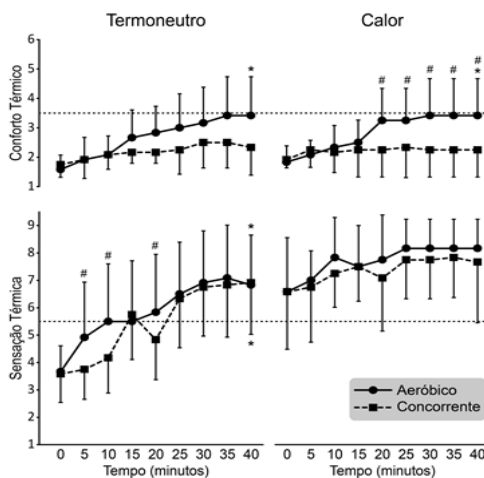 Termoneutro
Calor
Conforto Térmico
6
5
4
3
2
1
*
# # # # #
*
Sensação Térmica
9
8
7
6
5
4
3
2
1
# # #
*
*
Aeróbico
Concorrente
0 5 10 15 20 25 30 35 40
0 5 10 15 20 25 30 35 40
Tempo (minutos)
Tempo (minutos)